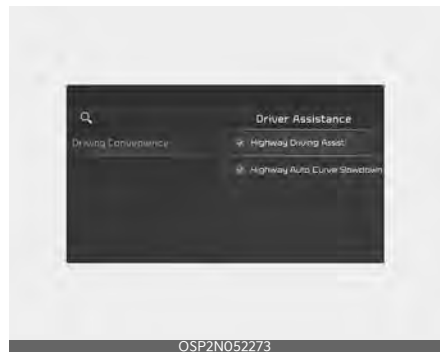 Driver Assistance
Driving Convenience
Highway Driving Assist
Highway Auto Curve Slowdown
OSP2N052273